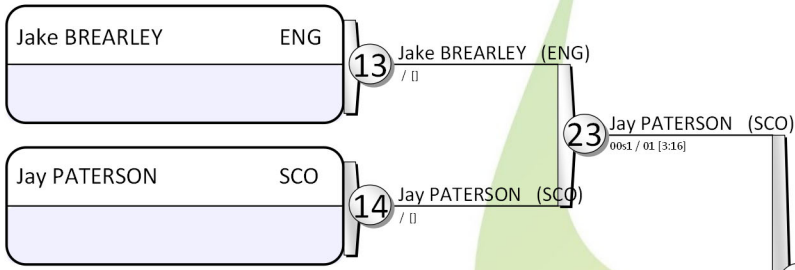 Jake BREARLEY ENG
13
Jake BREARLEY (ENG)
/ []
23
Jay PATERSON (SCO)
00s1 / 01 [3:16]
Jay PATERSON SCO
14
Jay PATERSON (SCO)
/ []